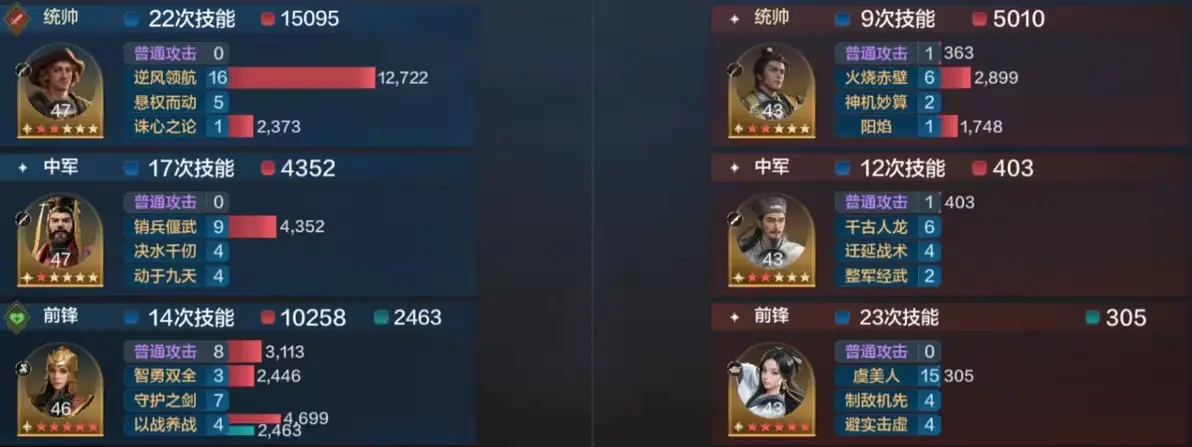 统帅 22次技能 15095
普通攻击 0
逆风领航 16 12,722
悬权而动 5
诛心之论 1 2,373
47
中军 17次技能 4352
普通攻击 0
销兵偃武 9 4,352
决水千仞 4
动于九天 4
47
前锋 14次技能 10258 2463
普通攻击 8 3,113
智勇双全 3 2,446
守护之剑 7
以战养战 4 4,699
2,463
46
统帅 9次技能 5010
普通攻击 1 363
火烧赤壁 6 2,899
神机妙算 2
阳焰 1 1,748
43
中军 12次技能 403
普通攻击 1 403
千古人龙 6
迂延战术 4
整军经武 2
43
前锋 23次技能 305
普通攻击 0
虞美人 15 305
制敌机先 4
避实击虚 4
43